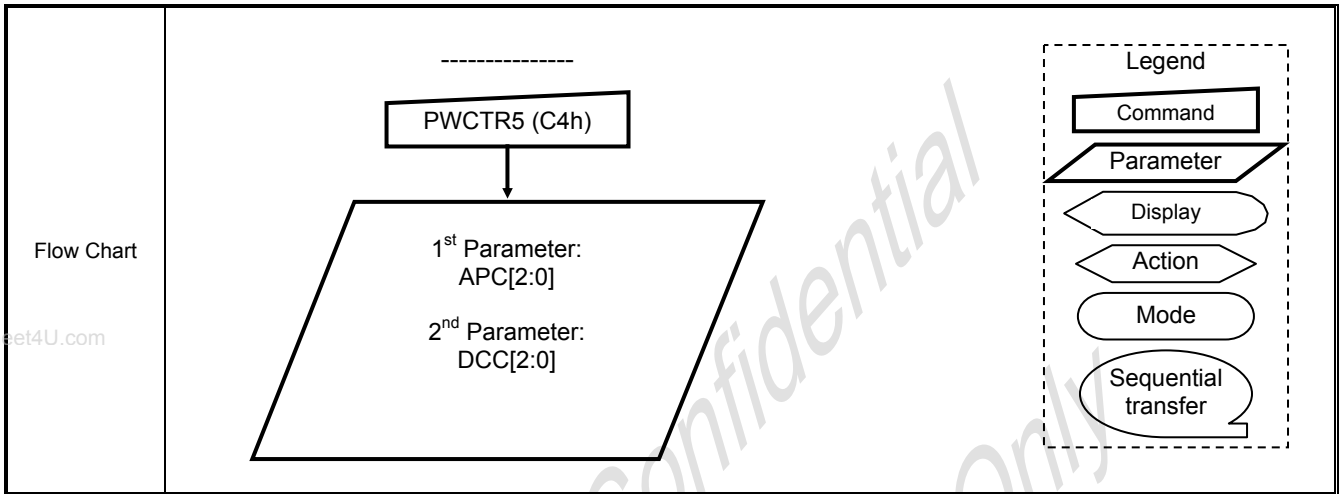 Flow Chart
---------------
PWCTR5 (C4h)
1st Parameter:
APC[2:0]
2nd Parameter:
DCC[2:0]
Legend
Command
Parameter
Display
Action
Mode
Sequential
transfer
eet4U.com
Confidential
Only